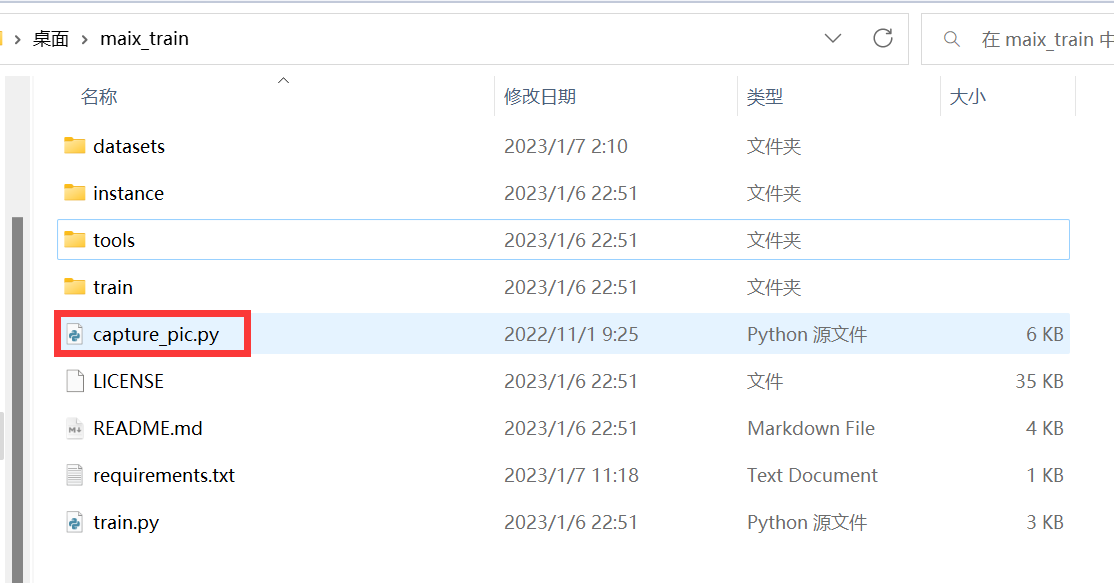 桌面 maix_train 在 maix_train 中
名称 修改日期 类型 大小
datasets 2023/1/7 2:10 文件夹
instance 2023/1/6 22:51 文件夹
tools 2023/1/6 22:51 文件夹
train 2023/1/6 22:51 文件夹
capture_pic.py 2022/11/1 9:25 Python 源文件 6 KB
LICENSE 2023/1/6 22:51 文件 35 KB
README.md 2023/1/6 22:51 Markdown File 4 KB
requirements.txt 2023/1/7 11:18 Text Document 1 KB
train.py 2023/1/6 22:51 Python 源文件 3 KB